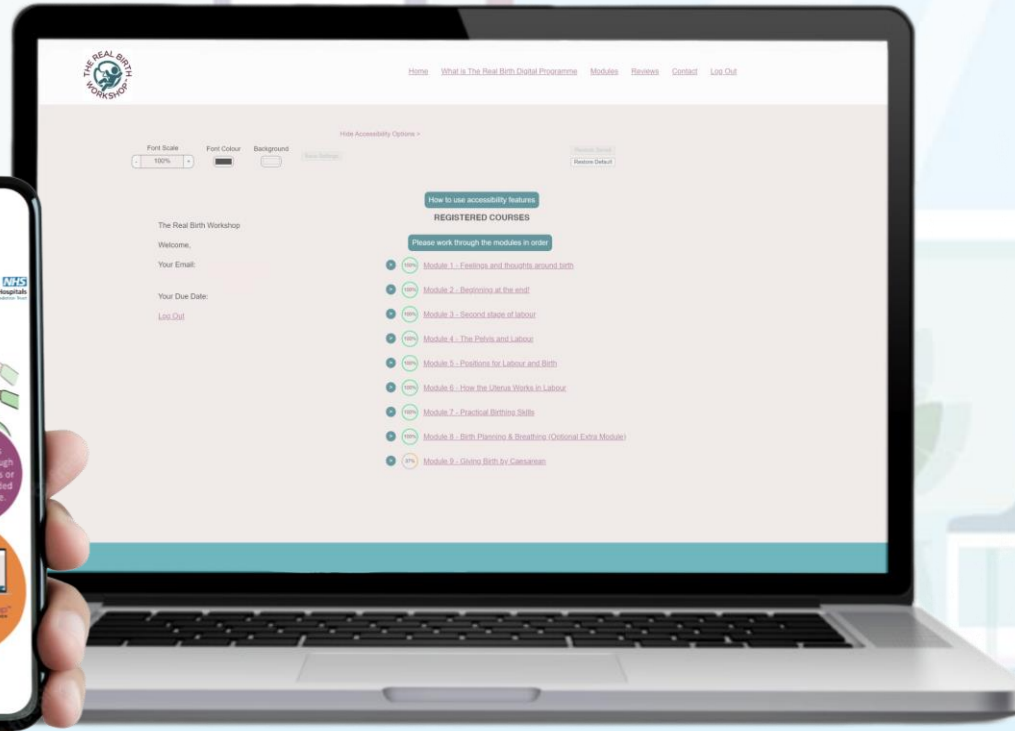 THE REAL BIRTH
WORKSHOP
Home What is The Real Birth Digital Programme Modules Reviews Contact Log Out
Hide Accessibility Options >
Font Scale Font Colour Background
- 100% +
Restore Default
How to use accessibility features
REGISTERED COURSES
Please work through the modules in order
The Real Birth Workshop
Welcome,
Your Email:
Your Due Date:
Log Out
100% Module 1 - Feelings and thoughts around birth
100% Module 2 - Beginning at the end!
100% Module 3 - Second stage of labour
100% Module 4 - The Pelvis and Labour
100% Module 5 - Positions for Labour and Birth
100% Module 6 - How the Uterus Works in Labour
100% Module 7 - Practical Birthing Skills
100% Module 8 - Birth Planning & Breathing (Optional Extra Module)
Module 9 - Giving Birth by Caesarean
NHS
Hospitals